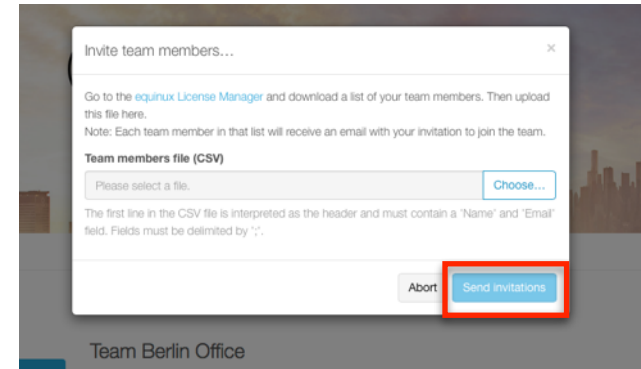 Invite team members...
×
Go to the equinux License Manager and download a list of your team members. Then upload
this file here.
Note: Each team member in that list will receive an email with your invitation to join the team.
Team members file (CSV)
Please select a file.
Choose...
The first line in the CSV file is interpreted as the header and must contain a 'Name' and 'Email'
field. Fields must be delimited by ';'.
Abort
Send invitations
Team Berlin Office